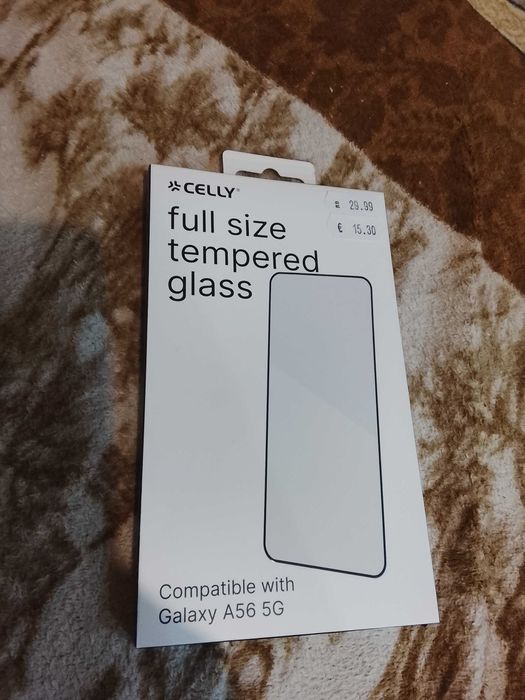 CELLY®
full size
tempered
glass
29.99
€ 15.30
Compatible with
Galaxy A56 5G